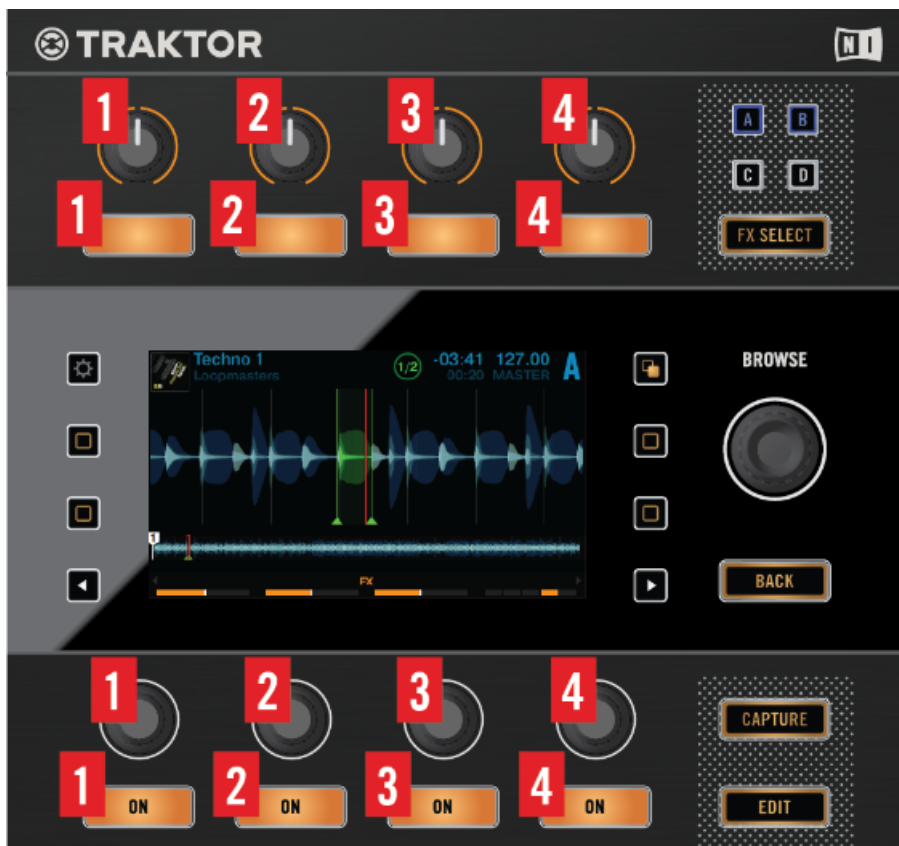 TRAKTOR NI
1 2 3 4
A B
1 2 3 4
C D
FX SELECT
BROWSE
Techno 1 1/2 -03:41 127.00 A
Loopmasters 00:20 MASTER
1
FX
BACK
1 2 3 4
CAPTURE
1 ON 2 ON 3 ON 4 ON
EDIT